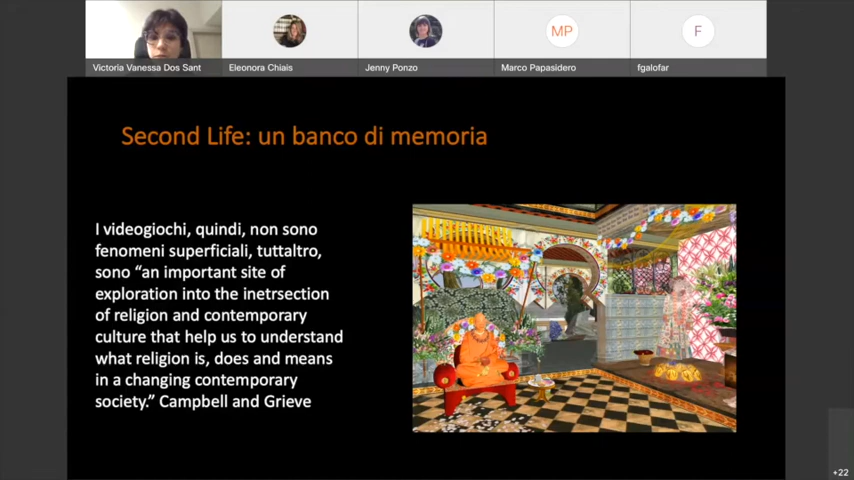 Victoria Vanessa Dos Sant
Eleonora Chiais
Jenny Ponzo
MP
Marco Papasidero
F
fgalofar
Second Life: un banco di memoria
I videogiochi, quindi, non sono
fenomeni superficiali, tuttaltro,
sono “an important site of
exploration into the inetrsection
of religion and contemporary
culture that help us to understand
what religion is, does and means
in a changing contemporary
society.” Campbell and Grieve
+22